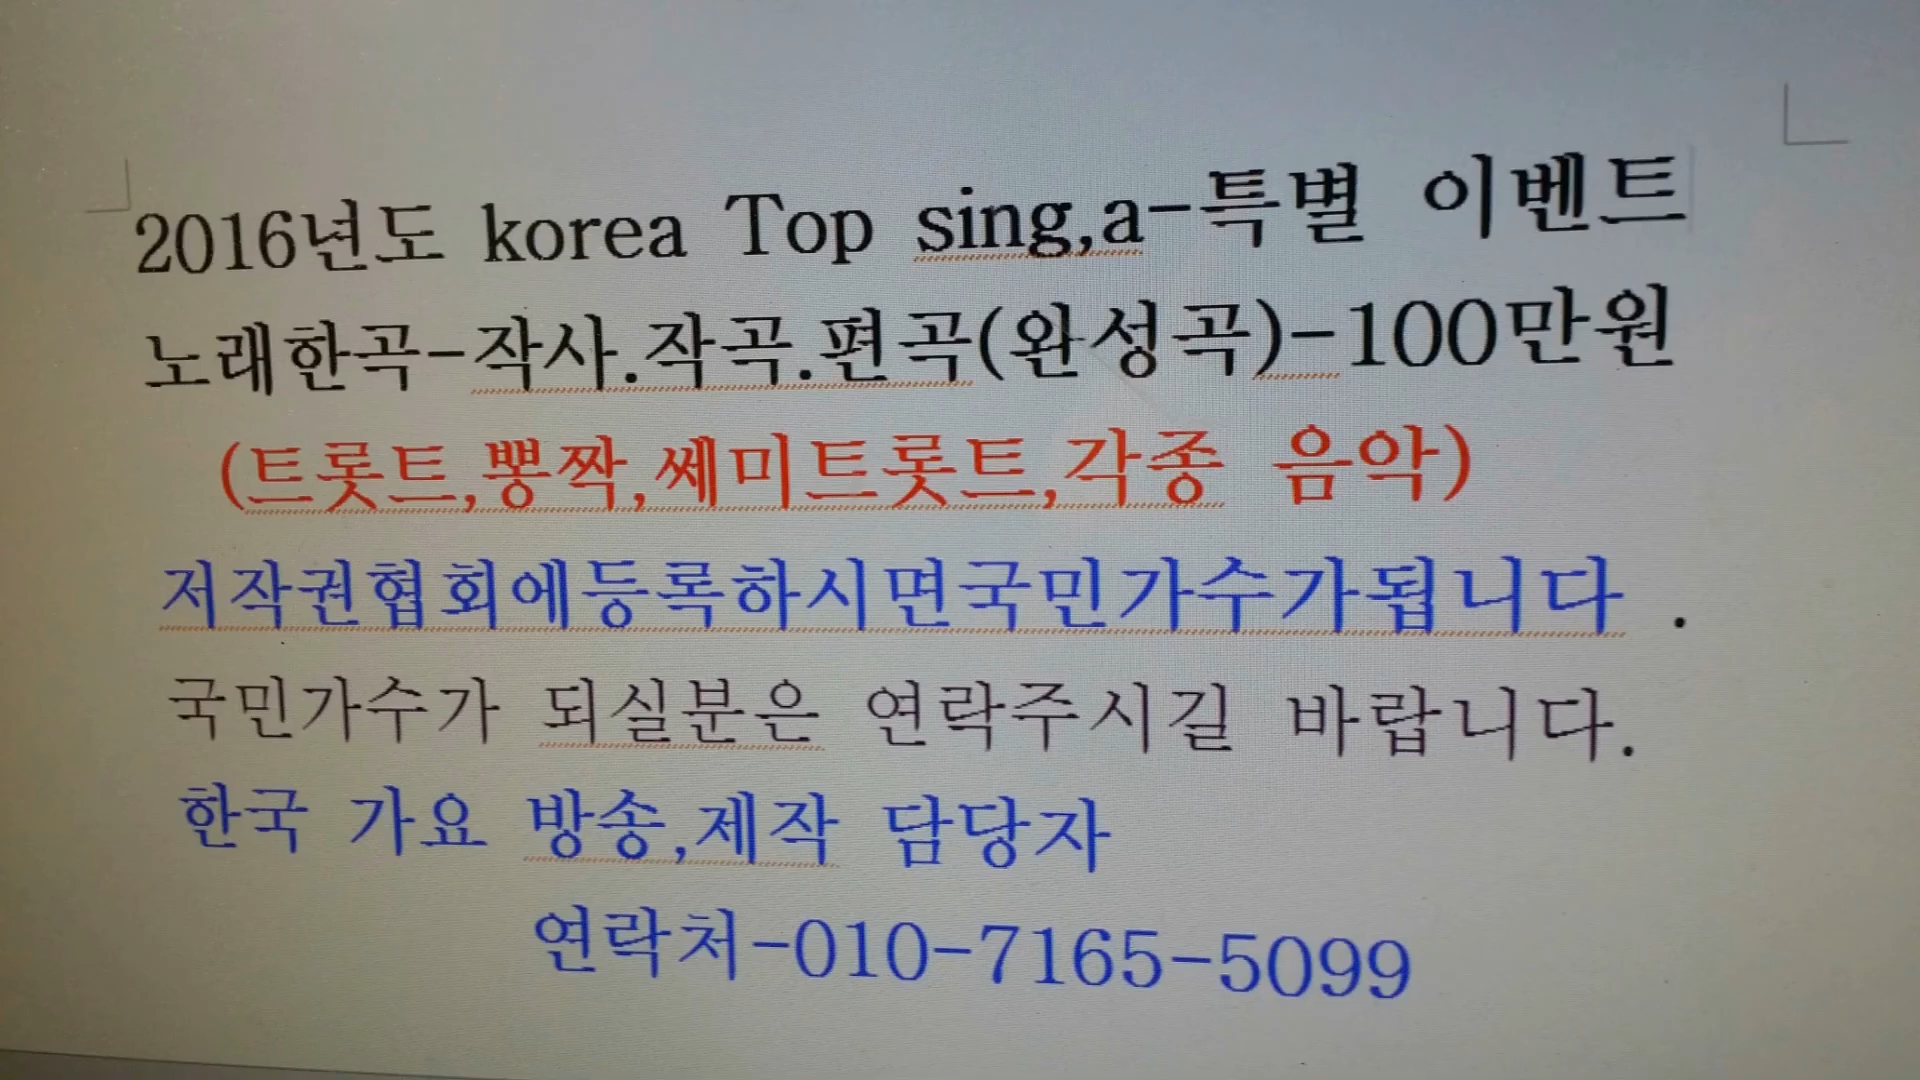 2016년도 korea Top sing,a-특별 이벤트
노래한곡-작사.작곡.편곡(완성곡)-100만원
(트롯트,뽕짝,쎄미트롯트,각종 음악)
저작권협회에등록하시면국민가수가됩니다 .
국민가수가 되실분은 연락주시길 바랍니다.
한국 가요 방송,제작 담당자
연락처-010-7165-5099